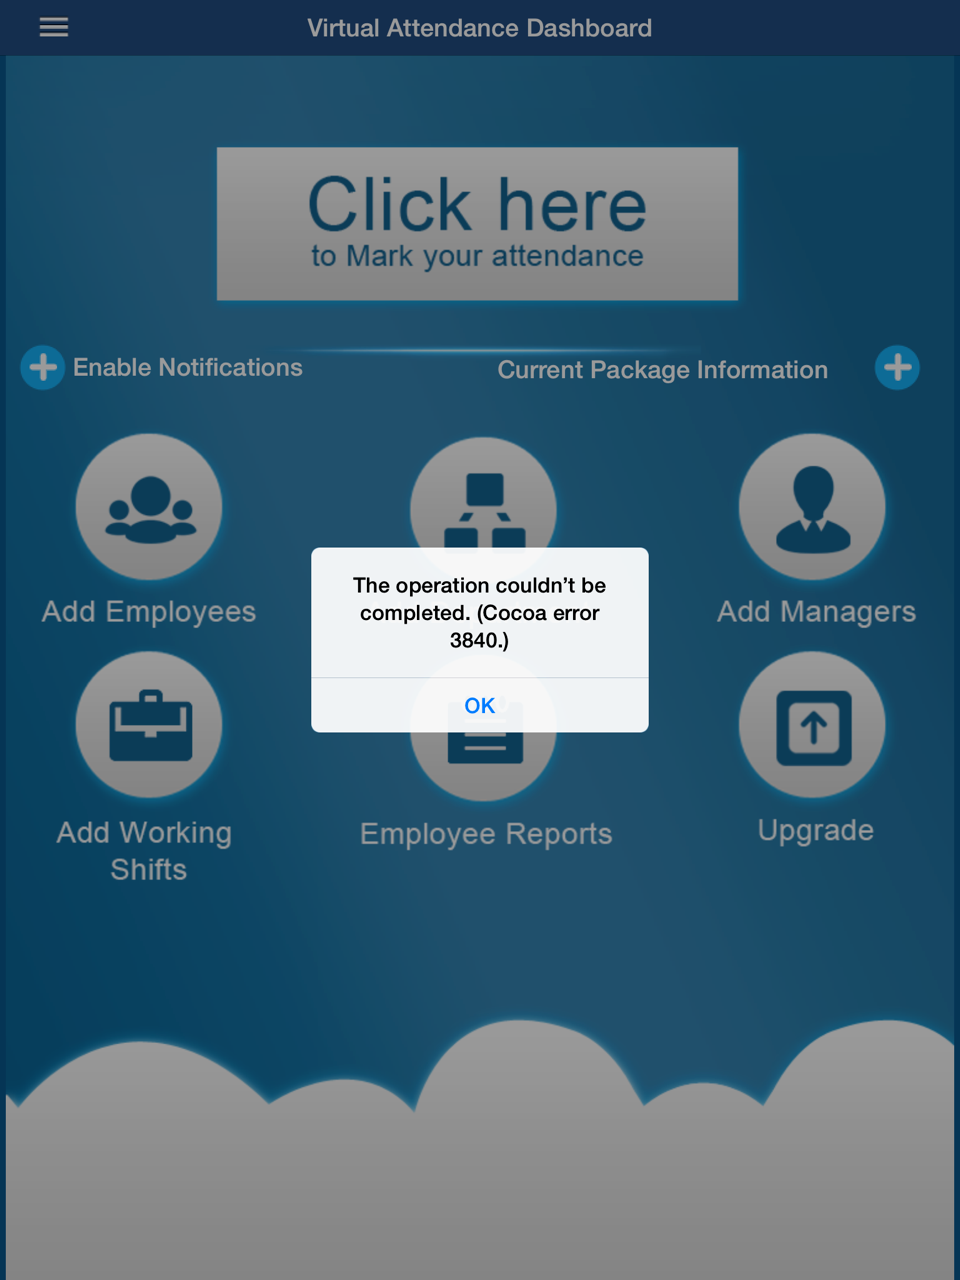 Virtual Attendance Dashboard
Click here
to Mark your attendance
Enable Notifications
Current Package Information
Add Employees
Add Managers
The operation couldn’t be
completed. (Cocoa error
3840.)
OK
Add Working
Shifts
Employee Reports
Upgrade